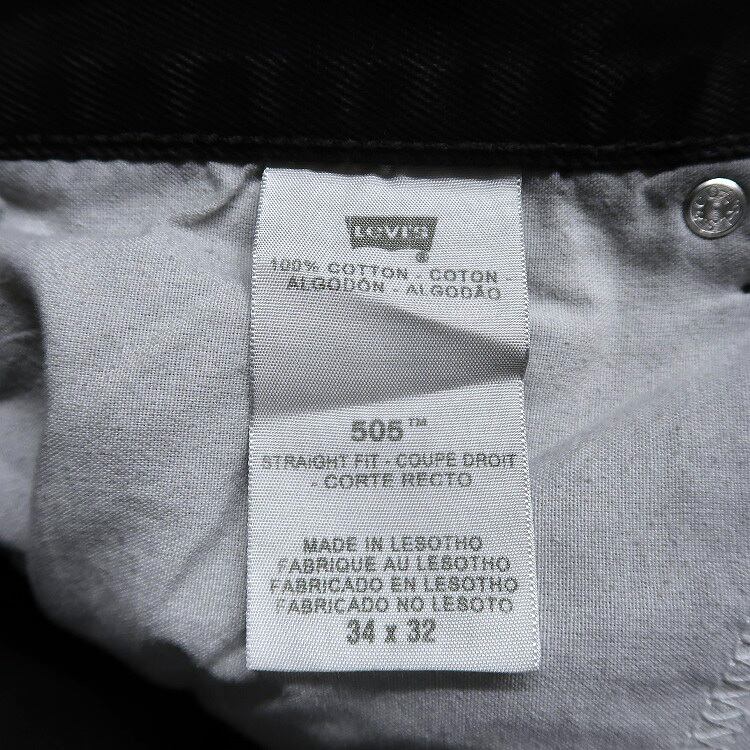 LEVI'S
®
100% COTTON - COTON -
ALGODÓN - ALGODÃO
505™
STRAIGHT FIT - COUPE DROIT
- CORTE RECTO
MADE IN LESOTHO
FABRIQUE AU LESOTHO
FABRICADO EN LESOTHO
FABRICADO NO LESOTO
34 x 32